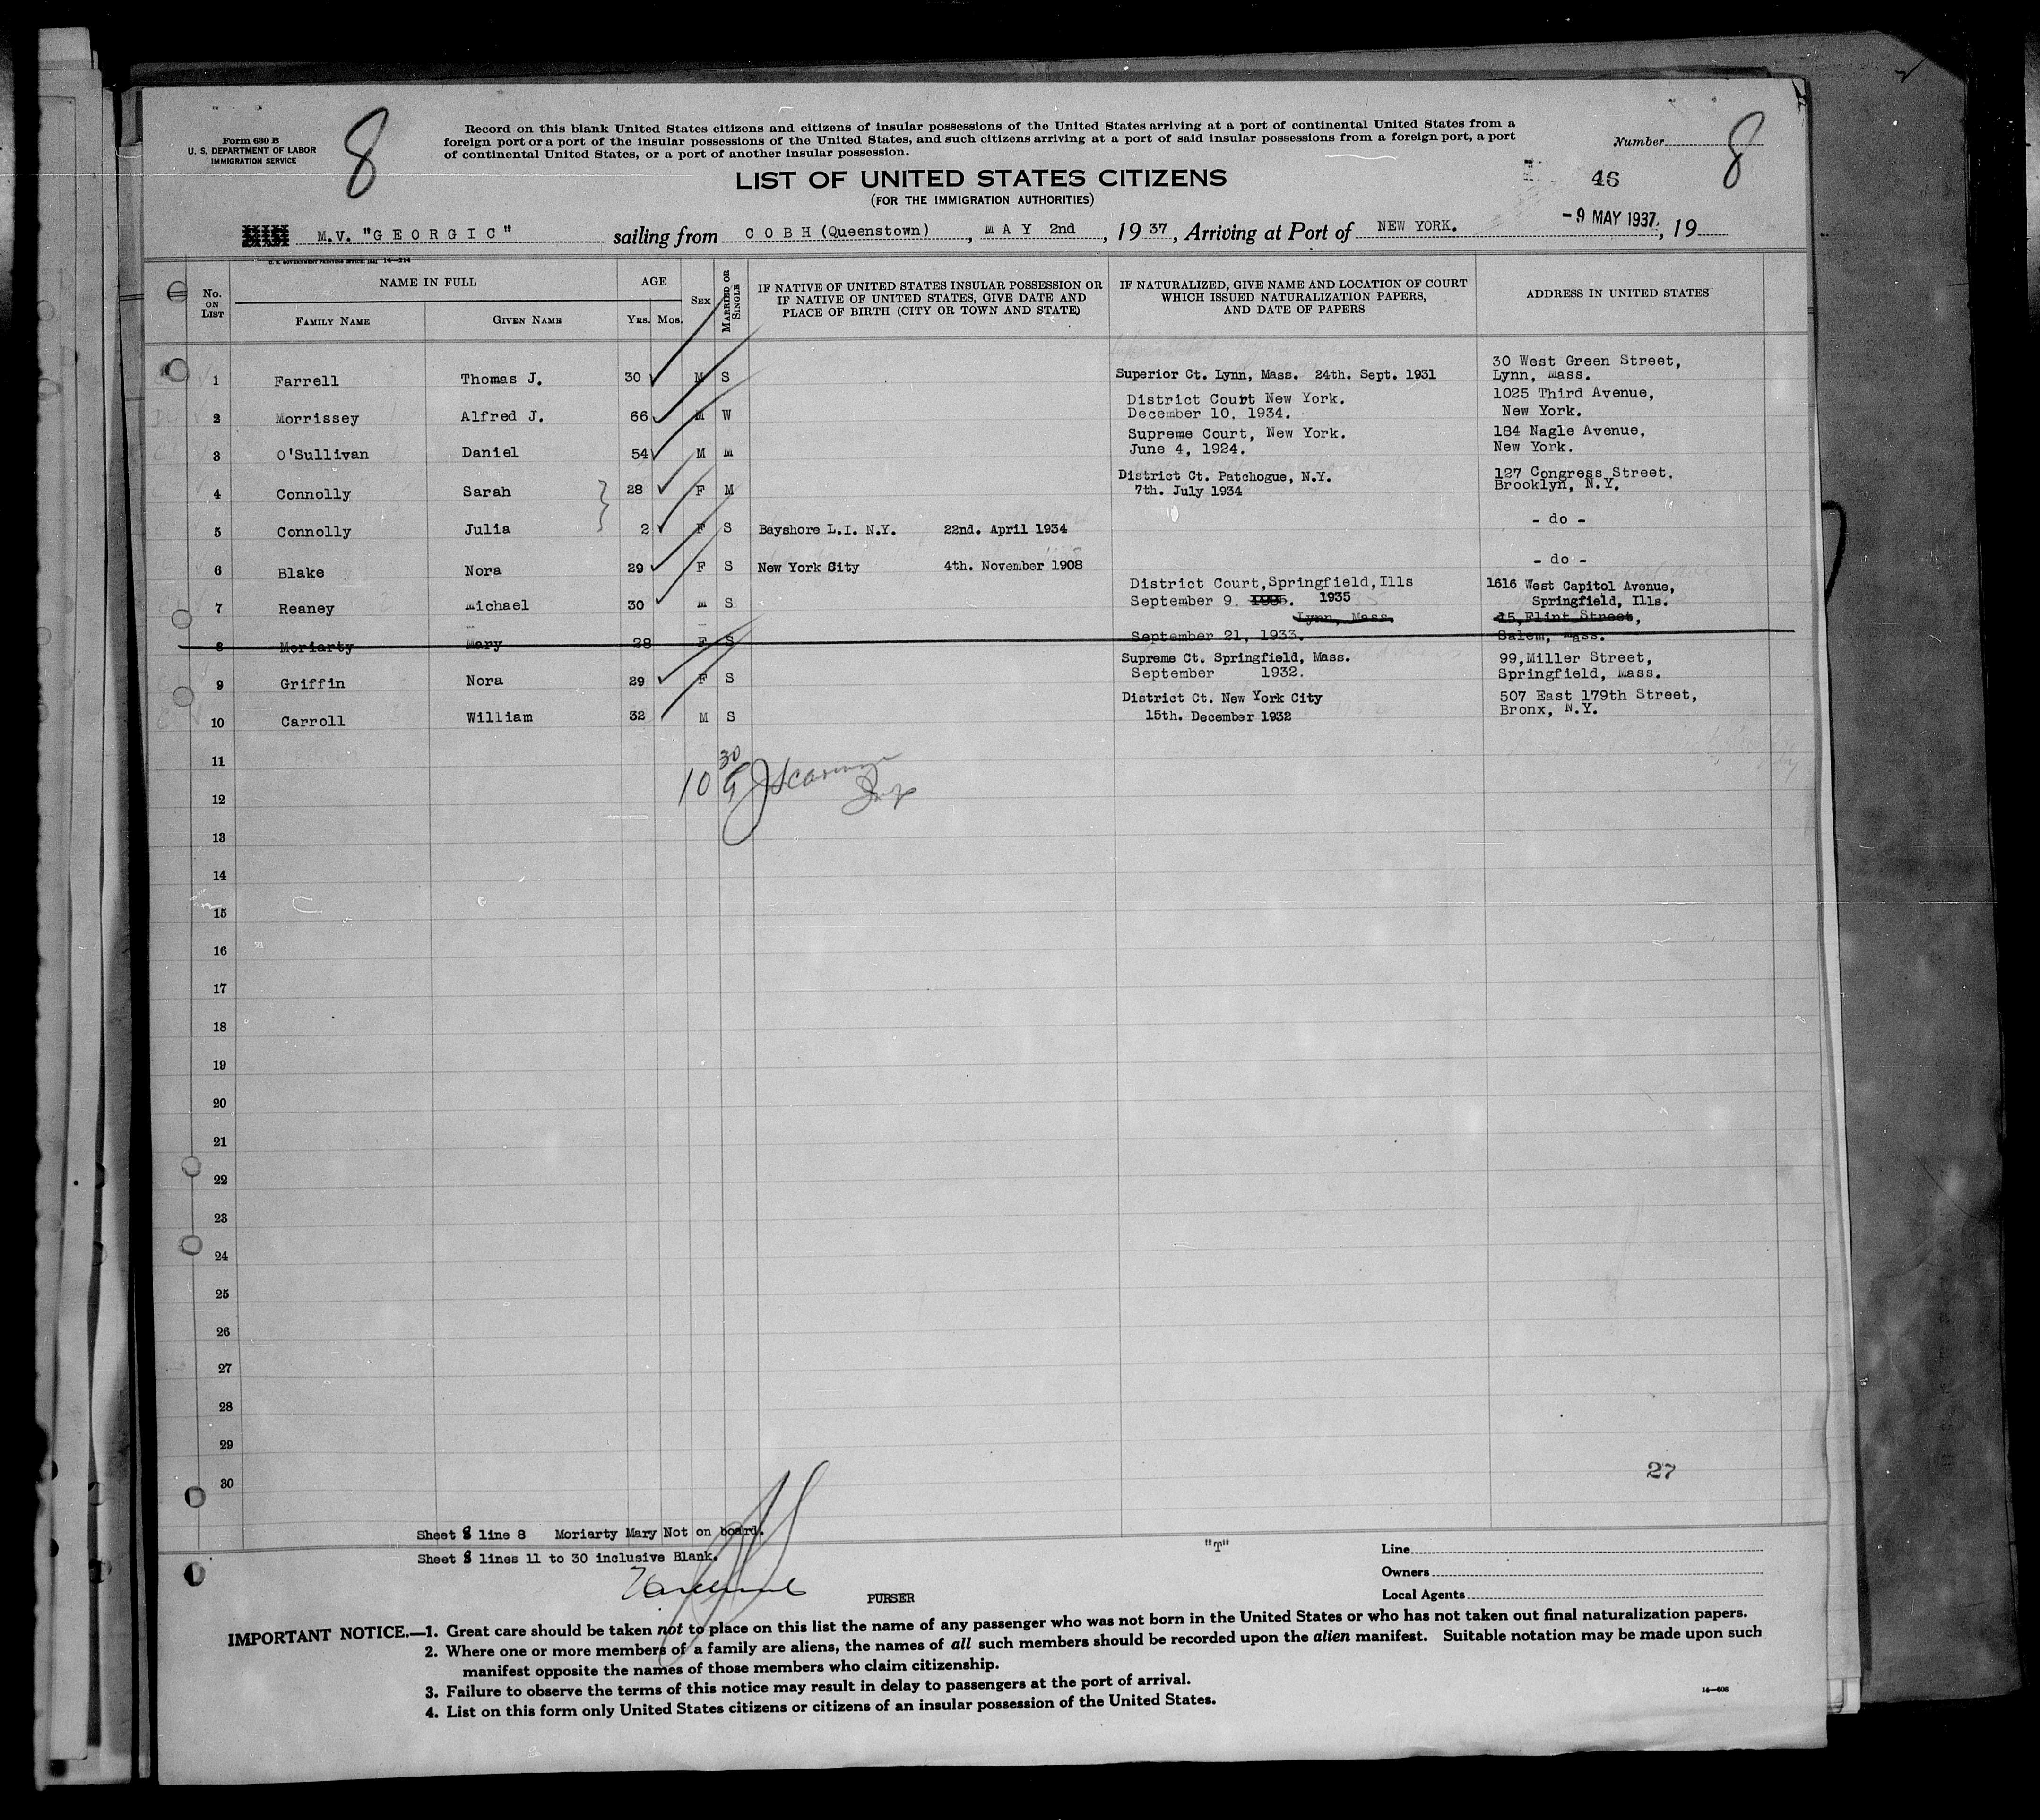 Form 630 B
U. S. DEPARTMENT OF LABOR
IMMIGRATION SERVICE
8
Record on this blank United States citizens and citizens of insular possessions of the United States arriving at a port of continental United States from a
foreign port or a port of the insular possessions of the United States, and such citizens arriving at a port of said insular possessions from a foreign port, a port
of continental United States, or a port of another insular possession.
Number
8
46
LIST OF UNITED STATES CITIZENS
(FOR THE IMMIGRATION AUTHORITIES)
M.V. "GEORGIC" sailing from COBH (Queenstown), MAY 2nd, 1937, Arriving at Port of NEW YORK. -9 MAY 1937, 19
U. S. GOVERNMENT PRINTING OFFICE: 1931 14—214
No. ON LIST
NAME IN FULL
FAMILY NAME GIVEN NAME
AGE
YRS. MOS.
SEX
MARRIED OR SINGLE
IF NATIVE OF UNITED STATES INSULAR POSSESSION OR
IF NATIVE OF UNITED STATES, GIVE DATE AND
PLACE OF BIRTH (CITY OR TOWN AND STATE)
IF NATURALIZED, GIVE NAME AND LOCATION OF COURT
WHICH ISSUED NATURALIZATION PAPERS,
AND DATE OF PAPERS
ADDRESS IN UNITED STATES
1 Farrell Thomas J. 30 M S Superior Ct. Lynn, Mass. 24th. Sept. 1931 30 West Green Street,
Lynn, Mass.
2 Morrissey Alfred J. 66 M W District Court New York. 1025 Third Avenue,
December 10, 1934. New York.
3 O'Sullivan Daniel 54 M M Supreme Court, New York. 184 Nagle Avenue,
June 4, 1924. New York.
4 Connolly Sarah 28 F M District Ct. Patchogue, N.Y. 127 Congress Street,
7th. July 1934 Brooklyn, N.Y.
5 Connolly Julia 2 F S Bayshore L.I. N.Y. 22nd. April 1934 - do -
6 Blake Nora 29 F S New York City 4th. November 1908 - do -
7 Reaney Michael 30 M S District Court, Springfield, Ills 1616 West Capitol Avenue,
September 9. 1935. 1935 Springfield, Ills.
8 Moriarty Mary 28 F S Lynn, Mass. 15, Flint Street,
September 21, 1933. Salem, Mass.
9 Griffin Nora 29 F S Supreme Ct. Springfield, Mass. 99, Miller Street,
September 1932. Springfield, Mass.
10 Carroll William 32 M S District Ct. New York City 507 East 179th Street,
15th. December 1932 Bronx, N.Y.
11
12
13
14
15
16
17
18
19
20
21
22
23
24
25
26
27
28
29
30
10 30
27
Sheet 8 line 8 Moriarty Mary Not on board.
Sheet 8 lines 11 to 30 inclusive Blank.
PURSER
"T"
Line
Owners
Local Agents
IMPORTANT NOTICE.—1. Great care should be taken not to place on this list the name of any passenger who was not born in the United States or who has not taken out final naturalization papers.
2. Where one or more members of a family are aliens, the names of all such members should be recorded upon the alien manifest. Suitable notation may be made upon such
manifest opposite the names of those members who claim citizenship.
3. Failure to observe the terms of this notice may result in delay to passengers at the port of arrival.
4. List on this form only United States citizens or citizens of an insular possession of the United States.
14—606